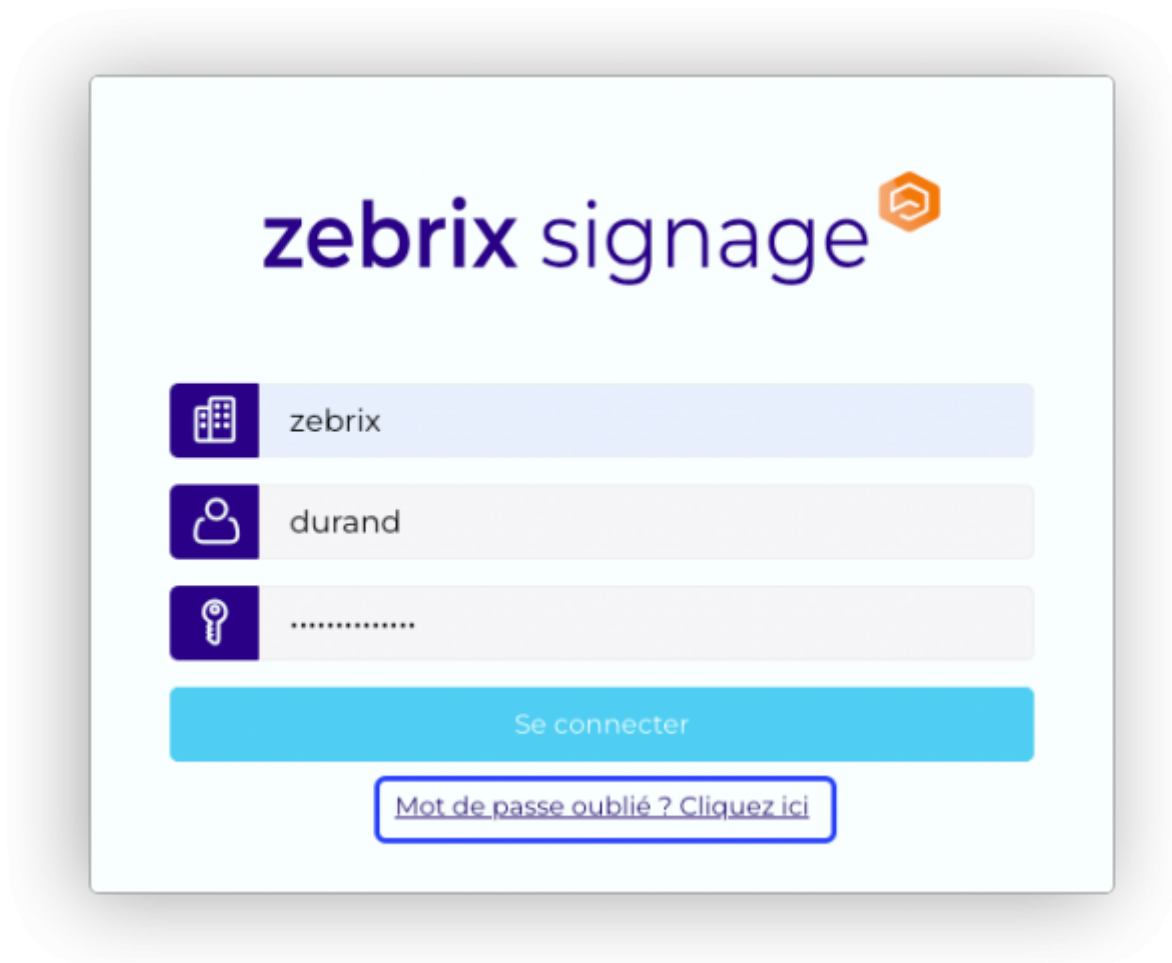 zebrix signage
zebrix
durand
··············
Se connecter
Mot de passe oublié ? Cliquez ici